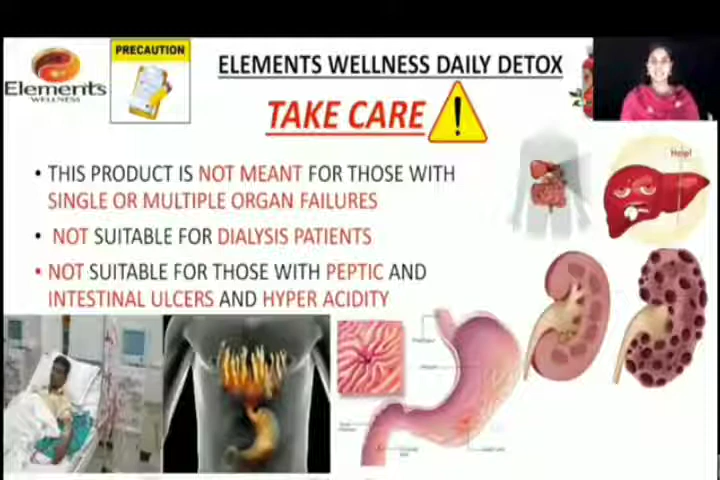 PRECAUTION
Elements
WELLNESS
ELEMENTS WELLNESS DAILY DETOX
TAKE CARE
!
Help!
• THIS PRODUCT IS NOT MEANT FOR THOSE WITH
SINGLE OR MULTIPLE ORGAN FAILURES
• NOT SUITABLE FOR DIALYSIS PATIENTS
• NOT SUITABLE FOR THOSE WITH PEPTIC AND
INTESTINAL ULCERS AND HYPER ACIDITY